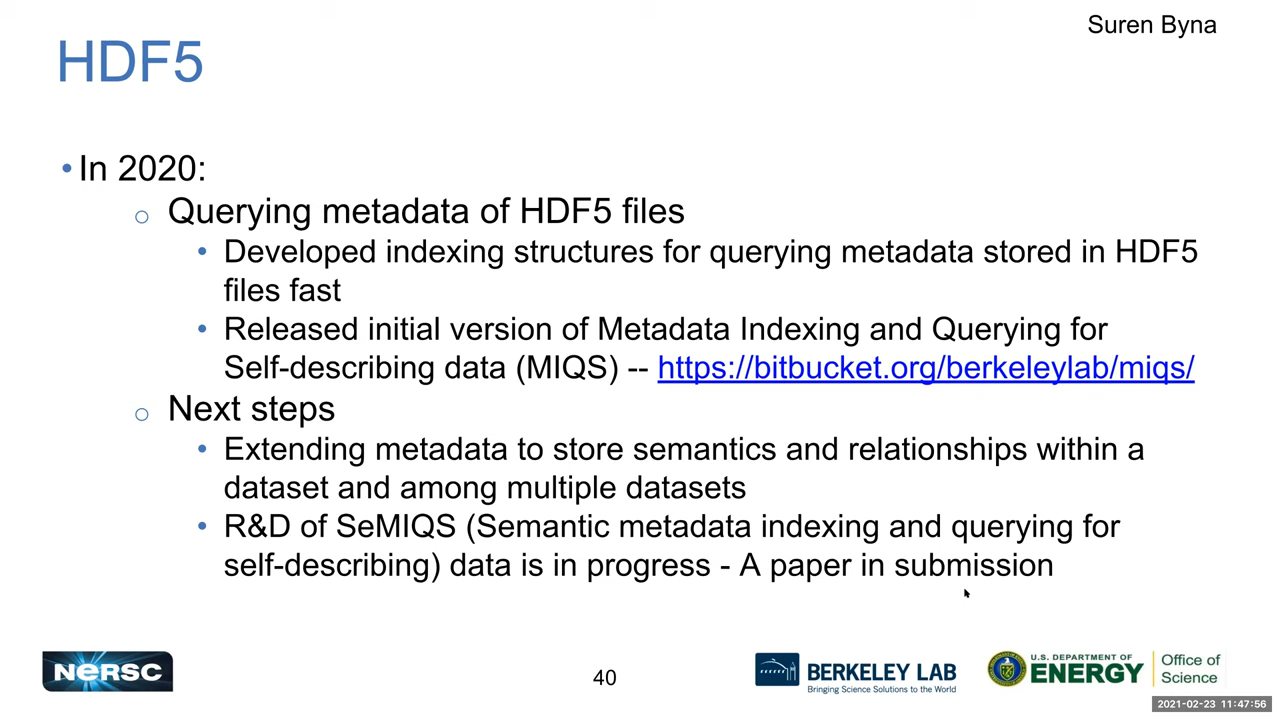 Suren Byna
HDF5
• In 2020:
o Querying metadata of HDF5 files
• Developed indexing structures for querying metadata stored in HDF5
files fast
• Released initial version of Metadata Indexing and Querying for
Self-describing data (MIQS) -- https://bitbucket.org/berkeleylab/miqs/
o Next steps
• Extending metadata to store semantics and relationships within a
dataset and among multiple datasets
• R&D of SeMIQS (Semantic metadata indexing and querying for
self-describing) data is in progress - A paper in submission
NERSC
40
BERKELEY LAB
Bringing Science Solutions to the World
U.S. DEPARTMENT OF
ENERGY
Office of
Science
2021-02-23 11:47:56